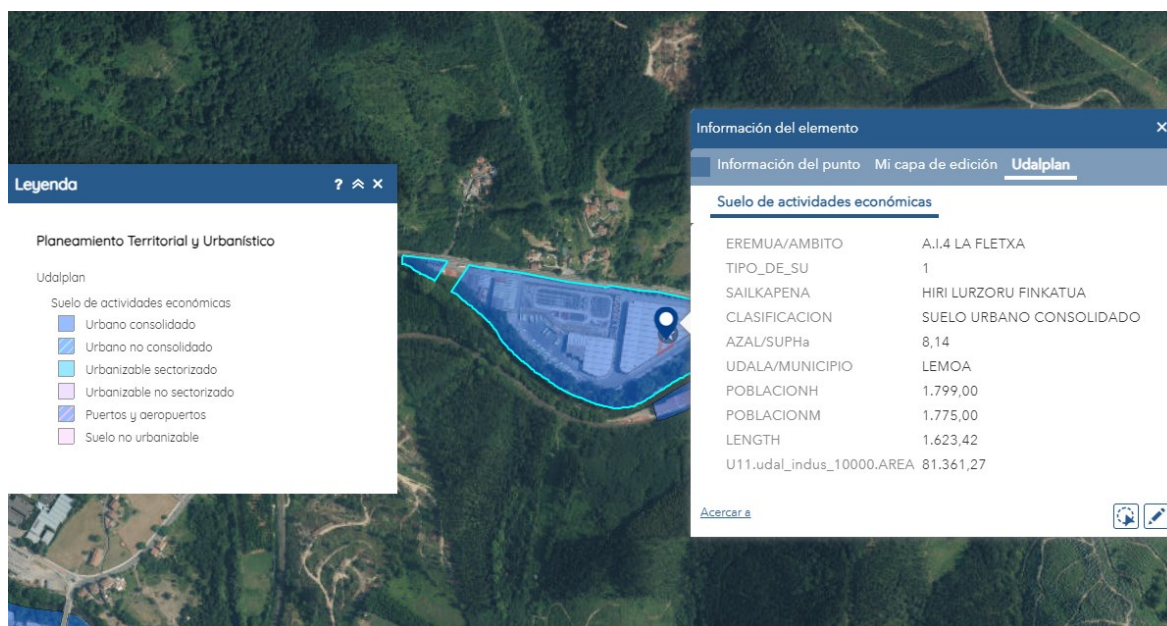 Leyenda
?
Planeamiento Territorial y Urbanístico
Udalplan
Suelo de actividades económicas
Urbano consolidado
Urbano no consolidado
Urbanizable sectorizado
Urbanizable no sectorizado
Puertos y aeropuertos
Suelo no urbanizable
Información del elemento
Información del punto Mi capa de edición Udalplan
Suelo de actividades económicas
EREMUA/AMBITO A.I.4 LA FLETXA
TIPO_DE_SU 1
SAILKAPENA HIRI LURZORU FINKATUA
CLASIFICACION SUELO URBANO CONSOLIDADO
AZAL/SUPHa 8,14
UDALA/MUNICIPIO LEMOA
POBLACIONH 1.799,00
POBLACIONM 1.775,00
LENGTH 1.623,42
U11.udal_indus_10000.AREA 81.361,27
Acercar a